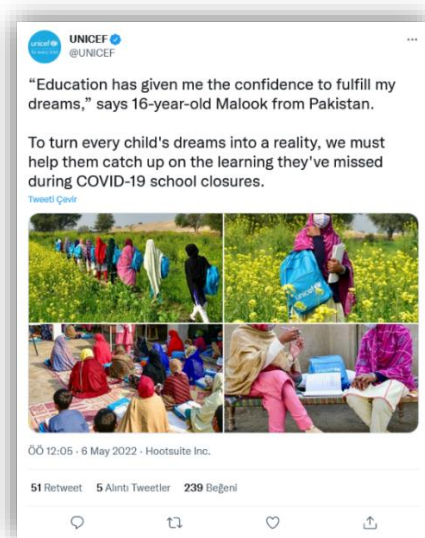 unicef
UNICEF
@UNICEF
“Education has given me the confidence to fulfill my
dreams,” says 16-year-old Malook from Pakistan.
To turn every child's dreams into a reality, we must
help them catch up on the learning they've missed
during COVID-19 school closures.
Tweeti Çevir
unicef
ÖÖ 12:05 · 6 May 2022 · Hootsuite Inc.
51 Retweet 5 Alıntı Tweetler 239 Beğeni